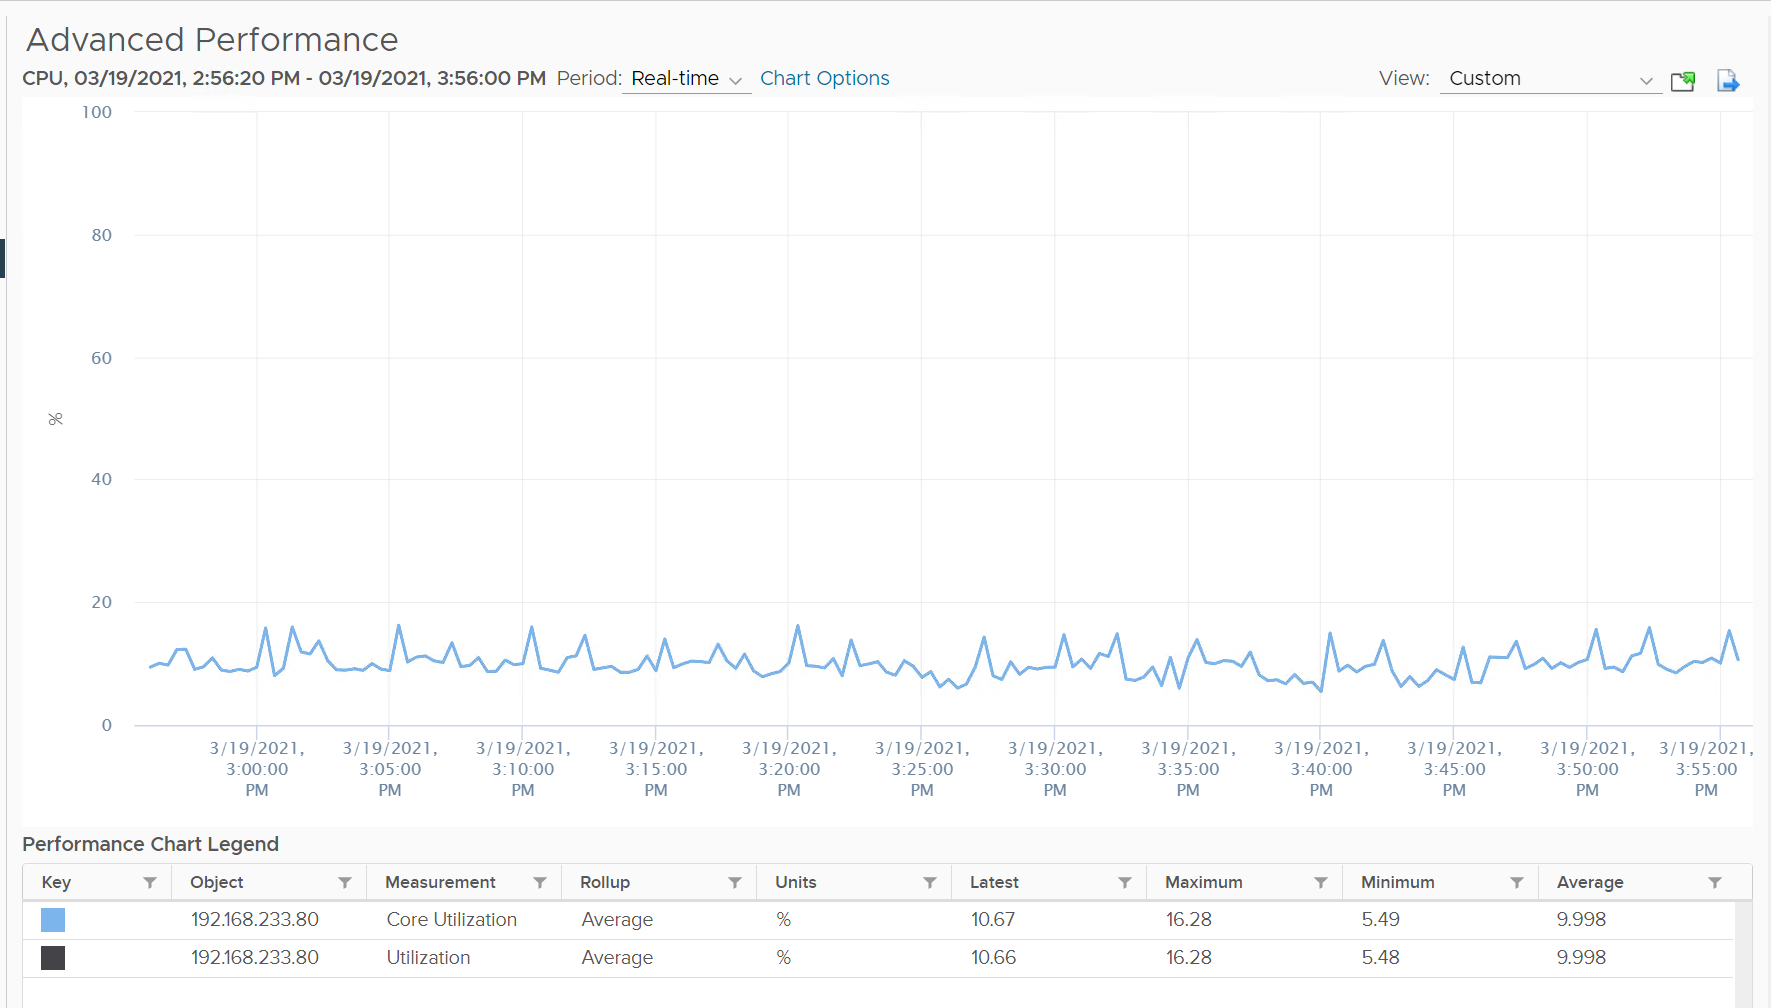 Advanced Performance
CPU, 03/19/2021, 2:56:20 PM - 03/19/2021, 3:56:00 PM Period: Real-time Chart Options View: Custom
100
80
60
%
40
20
0
3/19/2021, 3/19/2021, 3/19/2021, 3/19/2021, 3/19/2021, 3/19/2021, 3/19/2021, 3/19/2021, 3/19/2021, 3/19/2021, 3/19/2021, 3/19/2021,
3:00:00 3:05:00 3:10:00 3:15:00 3:20:00 3:25:00 3:30:00 3:35:00 3:40:00 3:45:00 3:50:00 3:55:00
PM PM PM PM PM PM PM PM PM PM PM PM
Performance Chart Legend
Key Object Measurement Rollup Units Latest Maximum Minimum Average
192.168.233.80 Core Utilization Average % 10.67 16.28 5.49 9.998
192.168.233.80 Utilization Average % 10.66 16.28 5.48 9.998